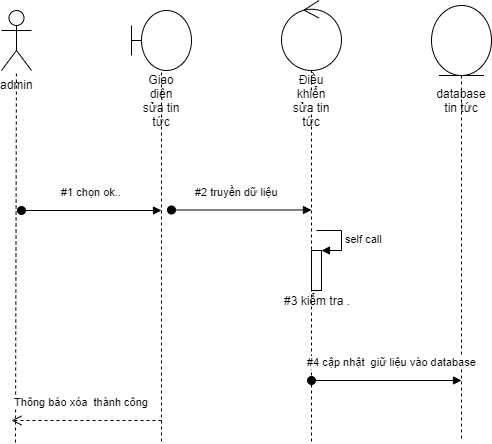 admin
Giao
diện
sửa tin
tức
Điều
khiển
sửa tin
tức
database
tin tức
#1 chọn ok..
#2 truyền dữ liệu
self call
#3 kiểm tra .
#4 cập nhật giữ liệu vào database
Thông báo xóa thành công